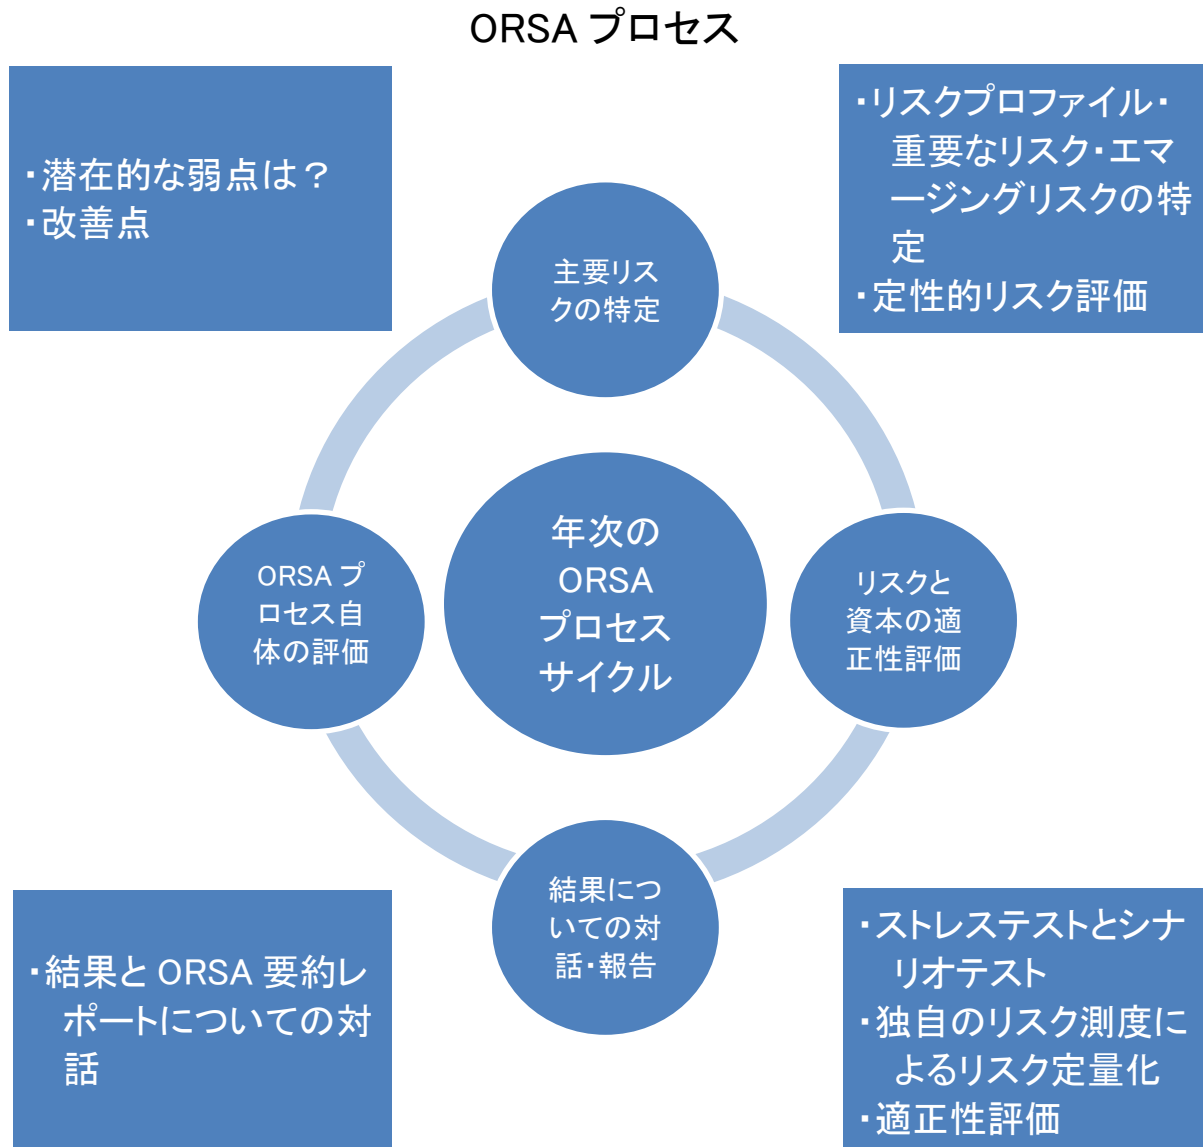 ORSA プロセス
・潜在的な弱点は？
・改善点
・リスクプロファイル・
重要なリスク・エマ
ージングリスクの特
定
・定性的リスク評価
主要リス
クの特定
年次の
ORSA
プロセス
サイクル
ORSA プ
ロセス自
体の評価
リスクと
資本の適
正性評価
結果につ
いての対
話・報告
・結果と ORSA 要約レ
ポートについての対
話
・ストレステストとシナ
リオテスト
・独自のリスク測度に
よるリスク定量化
・適正性評価